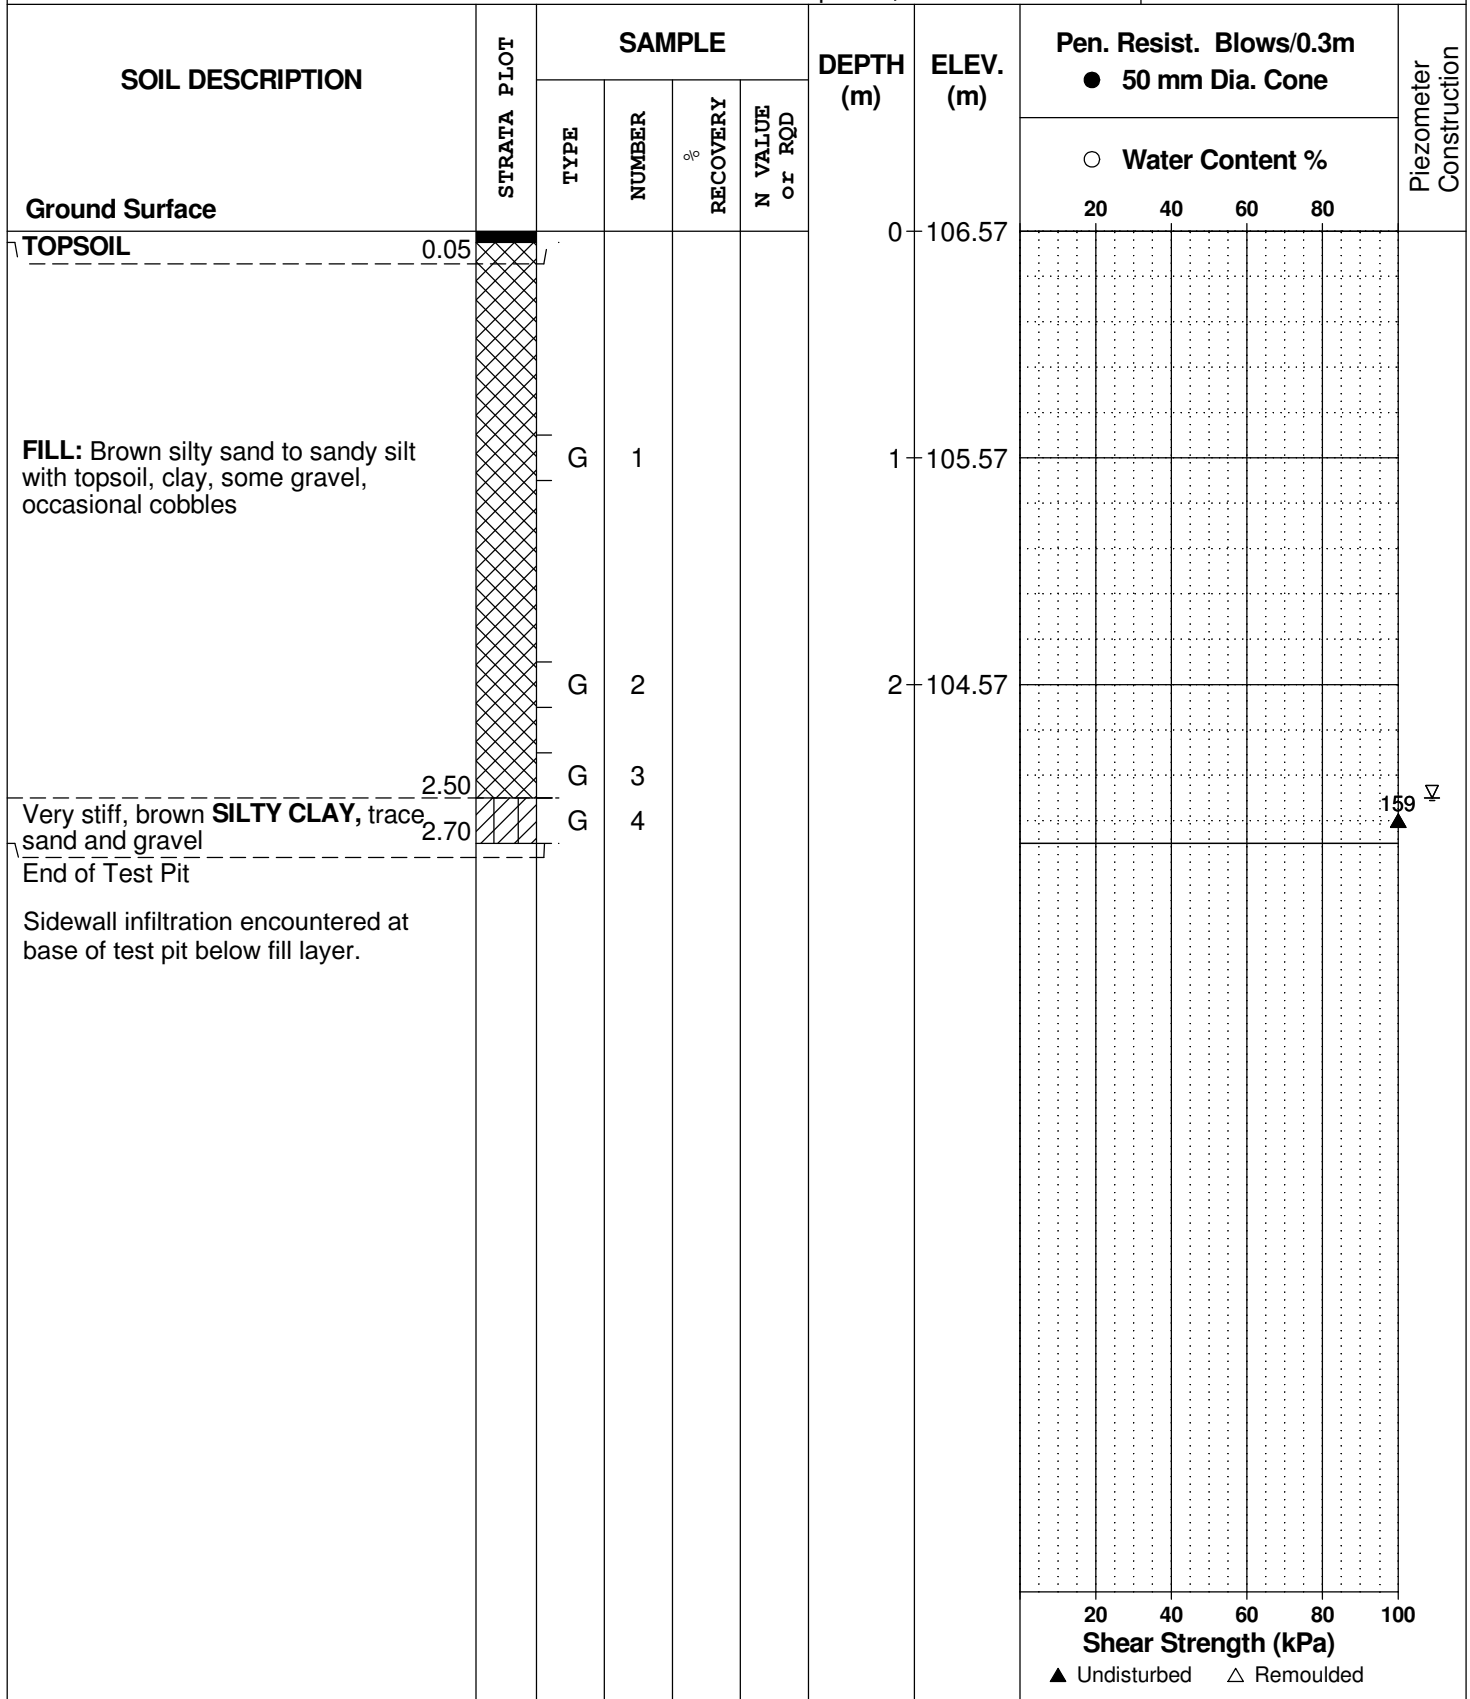 SOIL DESCRIPTION
STRATA PLOT
SAMPLE
TYPE
NUMBER
%
RECOVERY
N VALUE
or RQD
DEPTH
(m)
ELEV.
(m)
Pen. Resist. Blows/0.3m
● 50 mm Dia. Cone
○ Water Content %
Piezometer
Construction
20 40 60 80
Ground Surface
0 106.57
TOPSOIL 0.05
FILL: Brown silty sand to sandy silt
with topsoil, clay, some gravel,
occasional cobbles
G 1
1 105.57
G 2
2 104.57
G 3
2.50
Very stiff, brown SILTY CLAY, trace
sand and gravel
2.70
G 4
159
End of Test Pit
Sidewall infiltration encountered at
base of test pit below fill layer.
20 40 60 80 100
Shear Strength (kPa)
▲ Undisturbed △ Remoulded